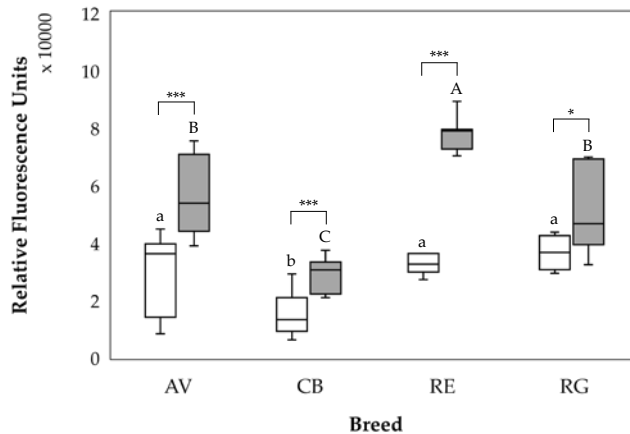 Relative Fluorescence Units
x 10000
12
10
8
6
4
2
0
***
a
B
***
b
C
***
a
A
*
a
B
AV
CB
RE
RG
Breed